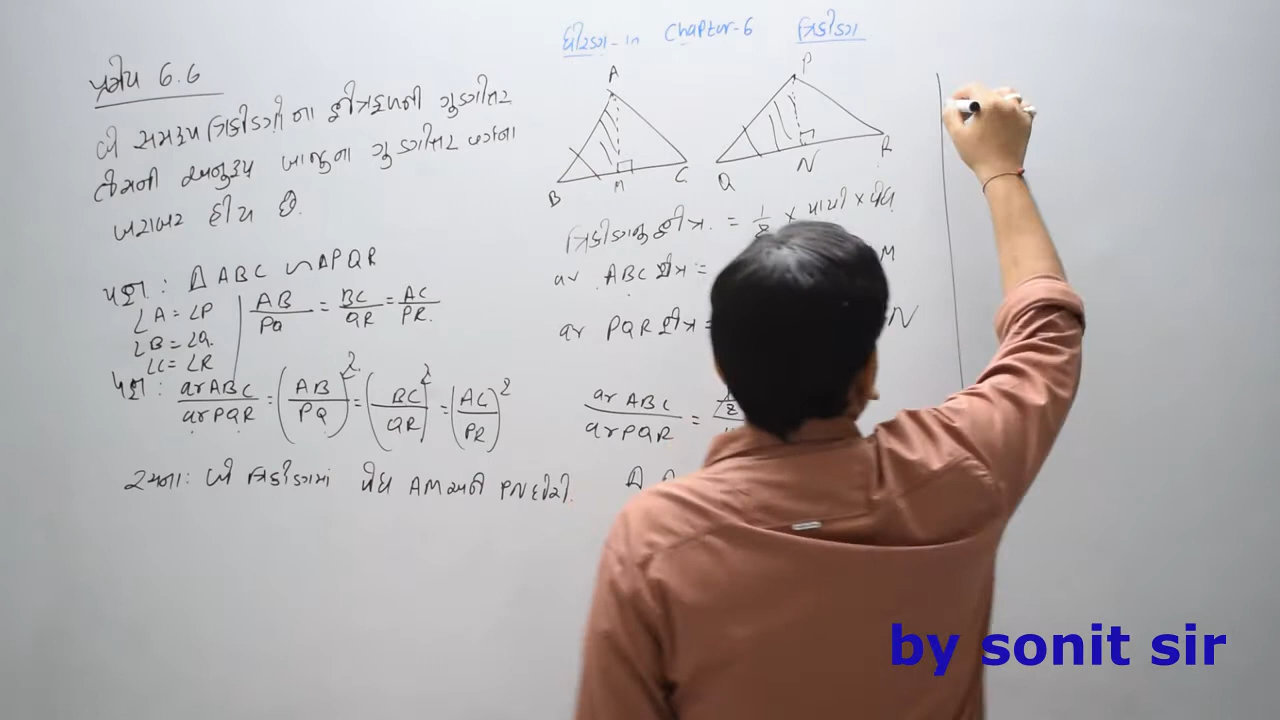 ધોરણ-10 Chapter-6 ત્રિકોણ
પ્રમેય 6.6
બે સમરૂપ ત્રિકોણોના ક્ષેત્રફળની ગુણોત્તર
તેમની અનુરૂપ બાજુના ગુણોત્તર વર્ગના
બરાબર હોય છે.
પક્ષ : Δ ABC ∽ ΔPQR
∠A = ∠P
∠B = ∠Q.
∠C = ∠R
AB/PQ = BC/QR = AC/PR.
arABC/arPQR = (AB/PQ)² = (BC/QR)² = (AC/PR)²
રચના : બે ત્રિકોણમાં વેધ AM અને PN દોરો.
A
B M C
P
Q N R
ત્રિકોણનું ક્ષેત્ર. = 1/2 × પાયો × વેધ
ar ABC ક્ષેત્ર = M
ar PQR ક્ષેત્ર = N
ar ABC/ar PQR =
Δ
by sonit sir